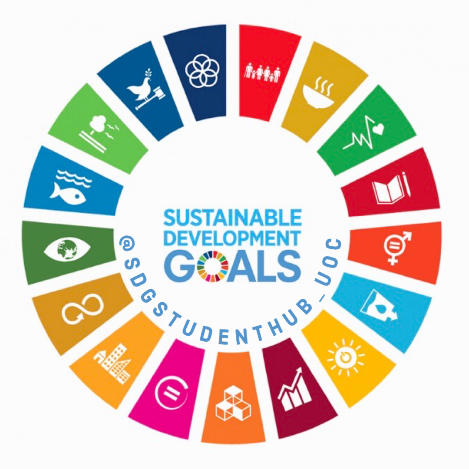 SUSTAINABLE
DEVELOPMENT
GOALS
@SDGSTUDENTHUB_UOC